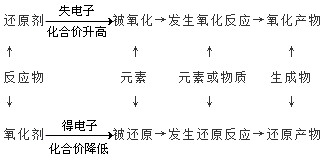 还原剂 失电子 化合价升高 被氧化→发生氧化反应→氧化产物
反应物 元素 元素或物质 生成物
氧化剂 得电子 化合价降低 被还原→发生还原反应→还原产物